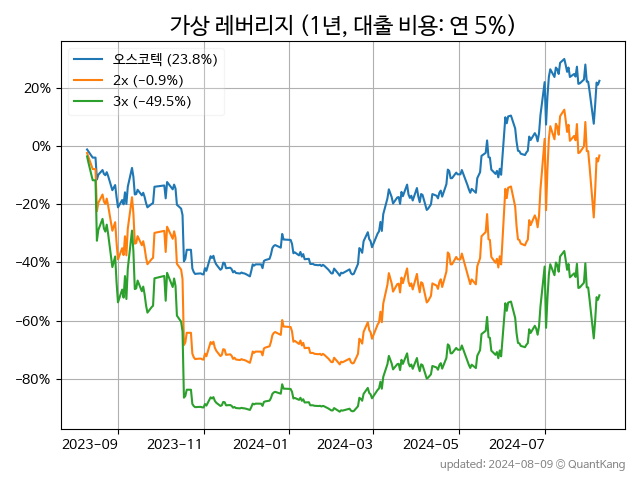 가상 레버리지 (1년, 대출 비용: 연 5%)
오스코텍 (23.8%)
2x (−0.9%)
3x (−49.5%)
20%
0%
−20%
−40%
−60%
−80%
2023-09 2023-11 2024-01 2024-03 2024-05 2024-07
updated: 2024-08-09 © QuantKang